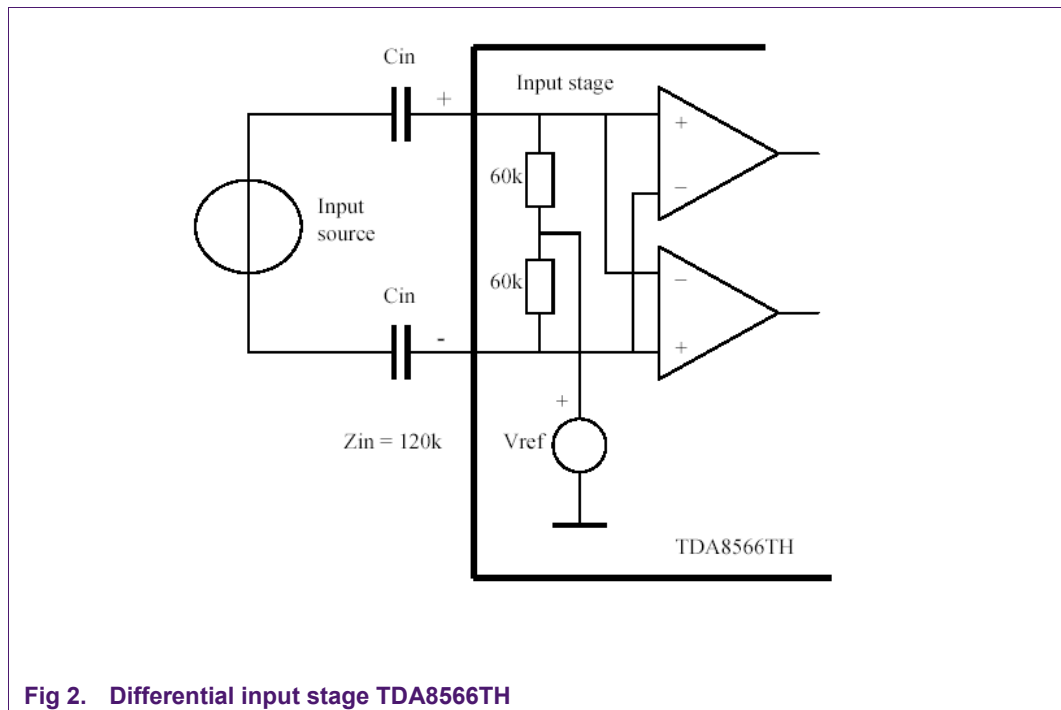 Cin
+
Input stage
+
60k
−
Input
source
60k
−
Cin
-
+
+
Zin = 120k
Vref
TDA8566TH
Fig 2. Differential input stage TDA8566TH